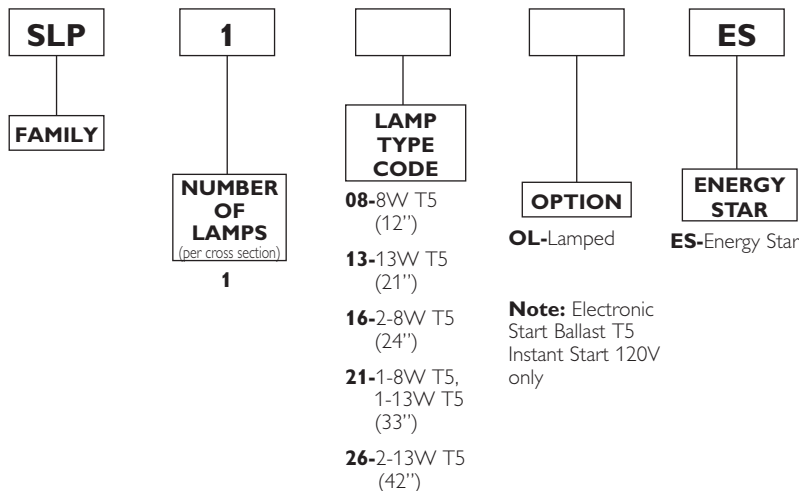 SLP
1
ES
FAMILY
NUMBER
OF
LAMPS
(per cross section)
1
LAMP
TYPE
CODE
08-8W T5
(12”)
13-13W T5
(21”)
16-2-8W T5
(24”)
21-1-8W T5,
1-13W T5
(33”)
26-2-13W T5
(42”)
OPTION
OL-Lamped
Note: Electronic
Start Ballast T5
Instant Start 120V
only
ENERGY
STAR
ES-Energy Star